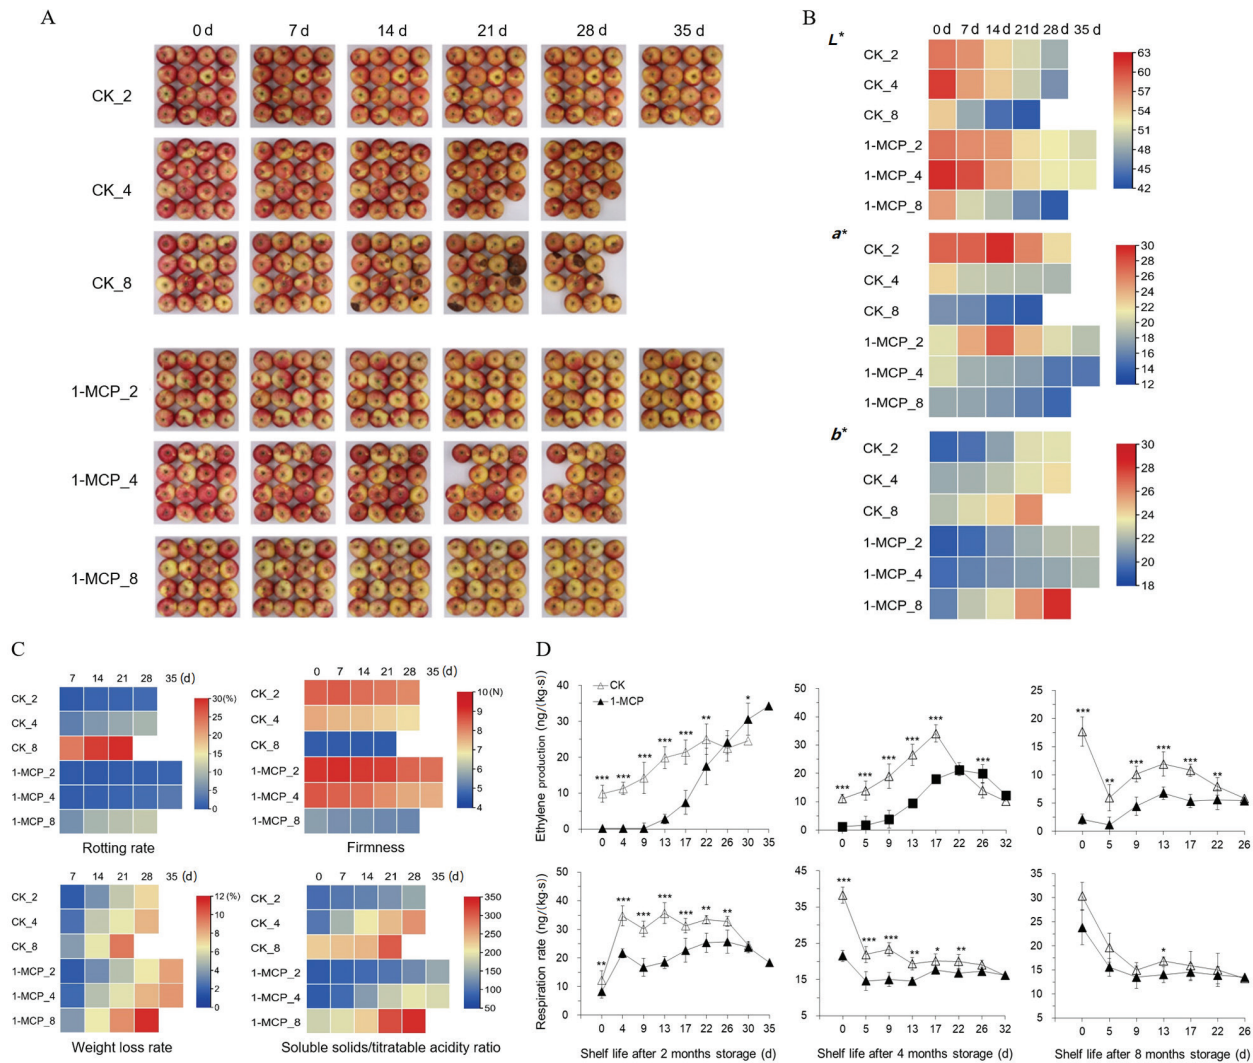 A
0 d 7 d 14 d 21 d 28 d 35 d
CK_2
CK_4
CK_8
1-MCP_2
1-MCP_4
1-MCP_8
B
0 d 7 d 14 d 21 d 28 d 35 d
L*
CK_2
CK_4
CK_8
1-MCP_2
1-MCP_4
1-MCP_8
63
60
57
54
51
48
45
42
a*
CK_2
CK_4
CK_8
1-MCP_2
1-MCP_4
1-MCP_8
30
28
26
24
22
20
18
16
14
12
b*
CK_2
CK_4
CK_8
1-MCP_2
1-MCP_4
1-MCP_8
30
28
26
24
22
20
18
C
7 14 21 28 35 (d)
CK_2
CK_4
CK_8
1-MCP_2
1-MCP_4
1-MCP_8
30(%)
25
20
15
10
5
0
Rotting rate
0 7 14 21 28 35 (d)
CK_2
CK_4
CK_8
1-MCP_2
1-MCP_4
1-MCP_8
10 (N)
9
8
7
6
5
4
Firmness
7 14 21 28 35 (d)
CK_2
CK_4
CK_8
1-MCP_2
1-MCP_4
1-MCP_8
12 (%)
10
8
6
4
2
0
Weight loss rate
0 7 14 21 28 35 (d)
CK_2
CK_4
CK_8
1-MCP_2
1-MCP_4
1-MCP_8
350
300
250
200
150
100
50
Soluble solids/titratable acidity ratio
D
Ethylene production (ng/(kg·s))
40
30
20
10
0
CK
1-MCP
*** *** *** *** *** ** *
0 4 9 13 17 22 26 30 35
50
40
30
20
10
0
*** *** *** *** *** ***
0 5 9 13 17 22 26 32
25
20
15
10
5
0
*** ** *** *** *** **
0 5 9 13 17 22 26
Respiration rate (ng/(kg·s))
50
40
30
20
10
0
** *** *** *** *** ** **
0 4 9 13 17 22 26 30 35
Shelf life after 2 months storage (d)
45
35
25
15
5
*** *** *** ** * **
0 5 9 14 17 22 26 32
Shelf life after 4 months storage (d)
35
30
25
20
15
10
5
*
0 5 9 13 17 22 26
Shelf life after 8 months storage (d)